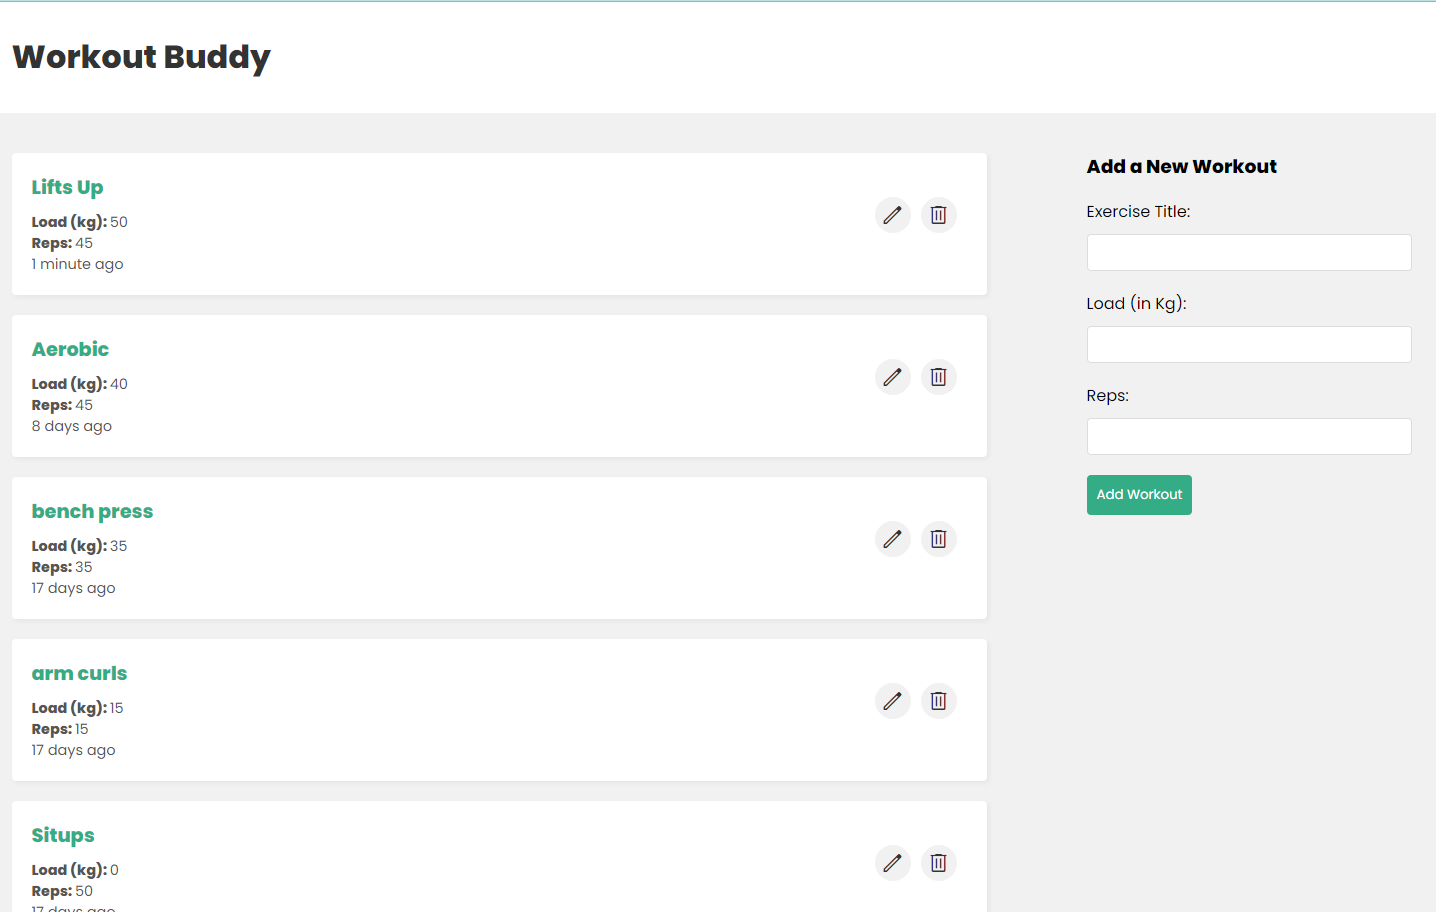 Workout Buddy
Lifts Up
Load (kg): 50
Reps: 45
1 minute ago
Aerobic
Load (kg): 40
Reps: 45
8 days ago
bench press
Load (kg): 35
Reps: 35
17 days ago
arm curls
Load (kg): 15
Reps: 15
17 days ago
Situps
Load (kg): 0
Reps: 50
17 days ago
Add a New Workout
Exercise Title:
Load (in Kg):
Reps:
Add Workout